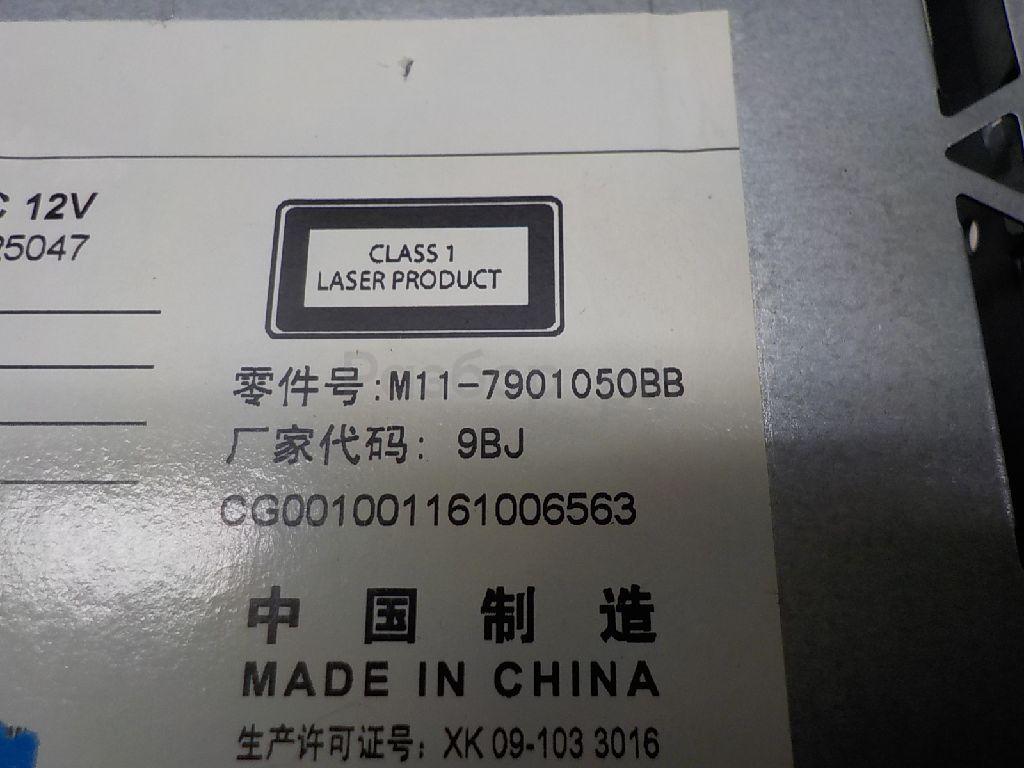 12V
25047
CLASS 1
LASER PRODUCT
零件号:M11-7901050BB
厂家代码: 9BJ
CG001001161006563
中国制造
MADE IN CHINA
生产许可证号: XK 09-103 3016